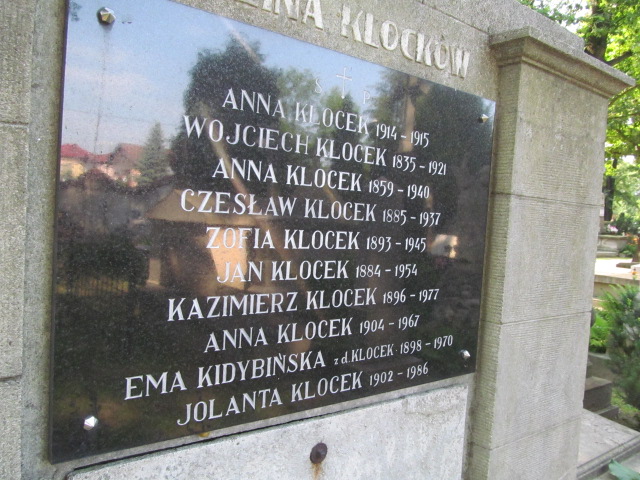 KLOCKÓW
ANNA KLOCEK 1914 - 1915
WOJCIECH KLOCEK 1835 - 1921
ANNA KLOCEK 1859 - 1940
CZESŁAW KLOCEK 1885 - 1937
ZOFIA KLOCEK 1893 - 1945
JAN KLOCEK 1884 - 1954
KAZIMIERZ KLOCEK 1896 - 1977
ANNA KLOCEK 1904 - 1967
EMA KIDYBIŃSKA z d. KLOCEK 1898 - 1970
JOLANTA KLOCEK 1902 - 1986